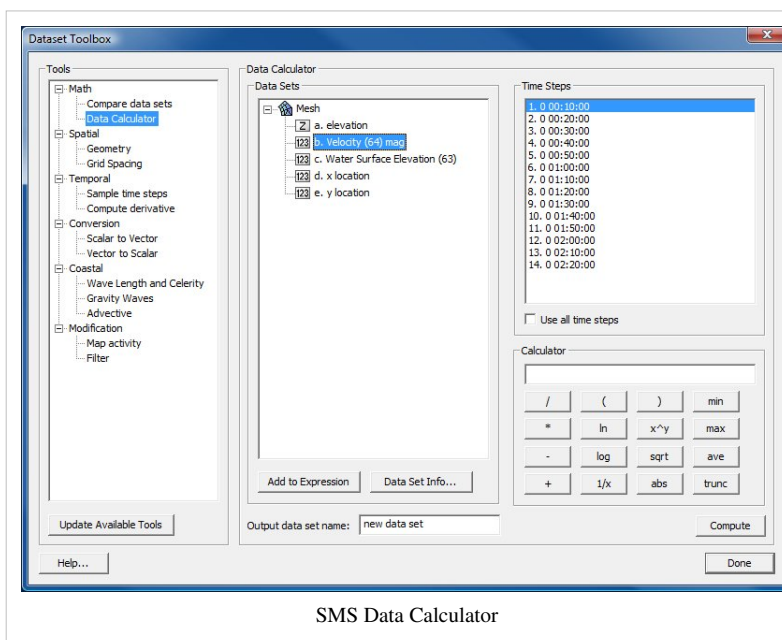 Dataset Toolbox
Tools
Math
Compare data sets
Data Calculator
Spatial
Geometry
Grid Spacing
Temporal
Sample time steps
Compute derivative
Conversion
Scalar to Vector
Vector to Scalar
Coastal
Wave Length and Celerity
Gravity Waves
Advective
Modification
Map activity
Filter
Update Available Tools
Help...
Data Calculator
Data Sets
Mesh
Z a. elevation
123 b. Velocity (64) mag
123 c. Water Surface Elevation (63)
123 d. x location
123 e. y location
Add to Expression Data Set Info...
Output data set name: new data set
Time Steps
1. 0 00:10:00
2. 0 00:20:00
3. 0 00:30:00
4. 0 00:40:00
5. 0 00:50:00
6. 0 01:00:00
7. 0 01:10:00
8. 0 01:20:00
9. 0 01:30:00
10. 0 01:40:00
11. 0 01:50:00
12. 0 02:00:00
13. 0 02:10:00
14. 0 02:20:00
Use all time steps
Calculator
/ ( ) min
* ln x^y max
- log sqrt ave
+ 1/x abs trunc
Compute
Done
SMS Data Calculator